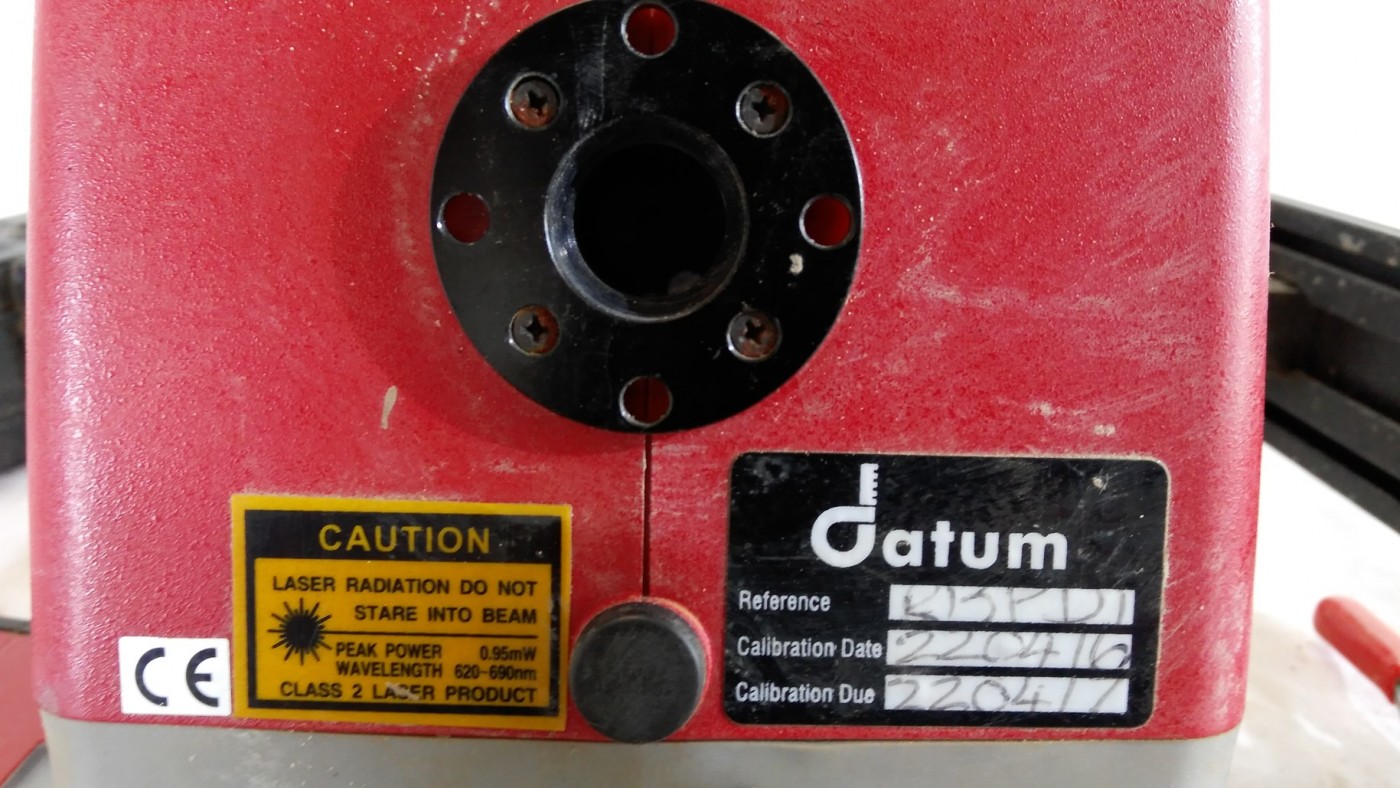 CAUTION
LASER RADIATION DO NOT
STARE INTO BEAM
PEAK POWER 0.95mW
WAVELENGTH 620~690nm
CLASS 2 LASER PRODUCT
CE
datum
Reference
Calibration Date 220416
Calibration Due 220417